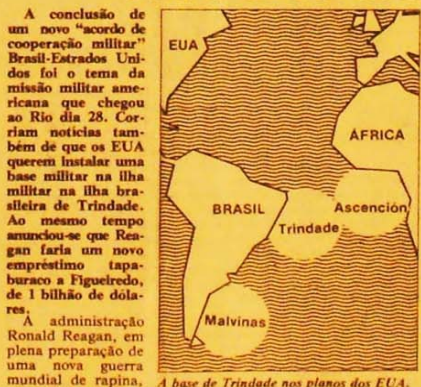 A conclusão de
um novo “acordo de
cooperação militar”
Brasil-Estrados Uni-
dos foi o tema da
missão militar ame-
ricana que chegou
ao Rio dia 28. Cor-
riam notícias tam-
bém de que os EUA
querem instalar uma
base militar na ilha
militar na ilha bra-
sileira de Trindade.
Ao mesmo tempo
anunciou-se que Rea-
gan faria um novo
empréstimo tapa-
buraco a Figueiredo,
de 1 bilhão de dóla-
res.
A administração
Ronald Reagan, em
plena preparação de
uma nova guerra
mundial de rapina,
EUA
ÁFRICA
BRASIL
Ascención
Trindade
Malvinas
A base de Trindade nos planos dos EUA.